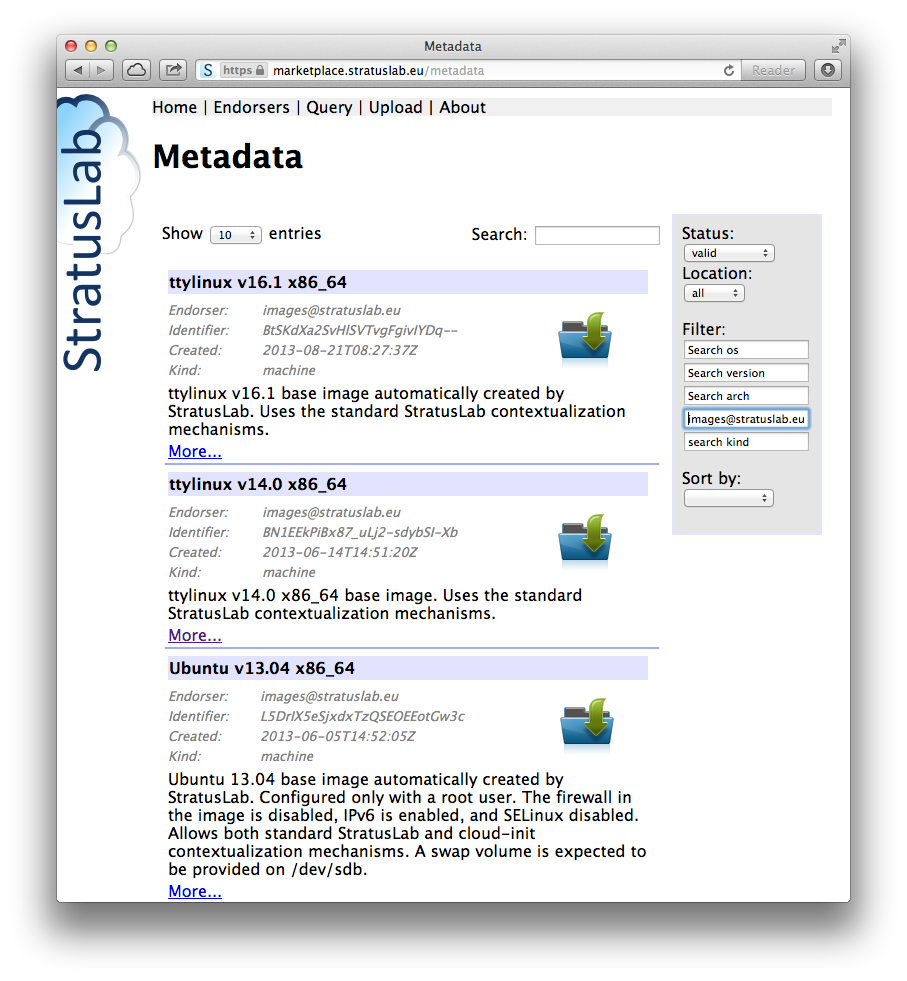 Metadata
S https marketplace.stratuslab.eu/metadata Reader
StratusLab
Home | Endorsers | Query | Upload | About
Metadata
Show 10 entries Search:
ttylinux v16.1 x86_64
Endorser: images@stratuslab.eu
Identifier: BtSKdXa2SvHlSVTvgFgivIYDq--
Created: 2013-08-21T08:27:37Z
Kind: machine
ttylinux v16.1 base image automatically created by
StratusLab. Uses the standard StratusLab contextualization
mechanisms.
More...
ttylinux v14.0 x86_64
Endorser: images@stratuslab.eu
Identifier: BN1EEkPiBx87_uLj2-sdybSI-Xb
Created: 2013-06-14T14:51:20Z
Kind: machine
ttylinux v14.0 x86_64 base image. Uses the standard
StratusLab contextualization mechanisms.
More...
Ubuntu v13.04 x86_64
Endorser: images@stratuslab.eu
Identifier: L5DrlX5eSjxdxTzQSEOEEotGw3c
Created: 2013-06-05T14:52:05Z
Kind: machine
Ubuntu 13.04 base image automatically created by
StratusLab. Configured only with a root user. The firewall in
the image is disabled, IPv6 is enabled, and SELinux disabled.
Allows both standard StratusLab and cloud-init
contextualization mechanisms. A swap volume is expected to
be provided on /dev/sdb.
More...
Status:
valid
Location:
all
Filter:
Search os
Search version
Search arch
images@stratuslab.eu
search kind
Sort by: